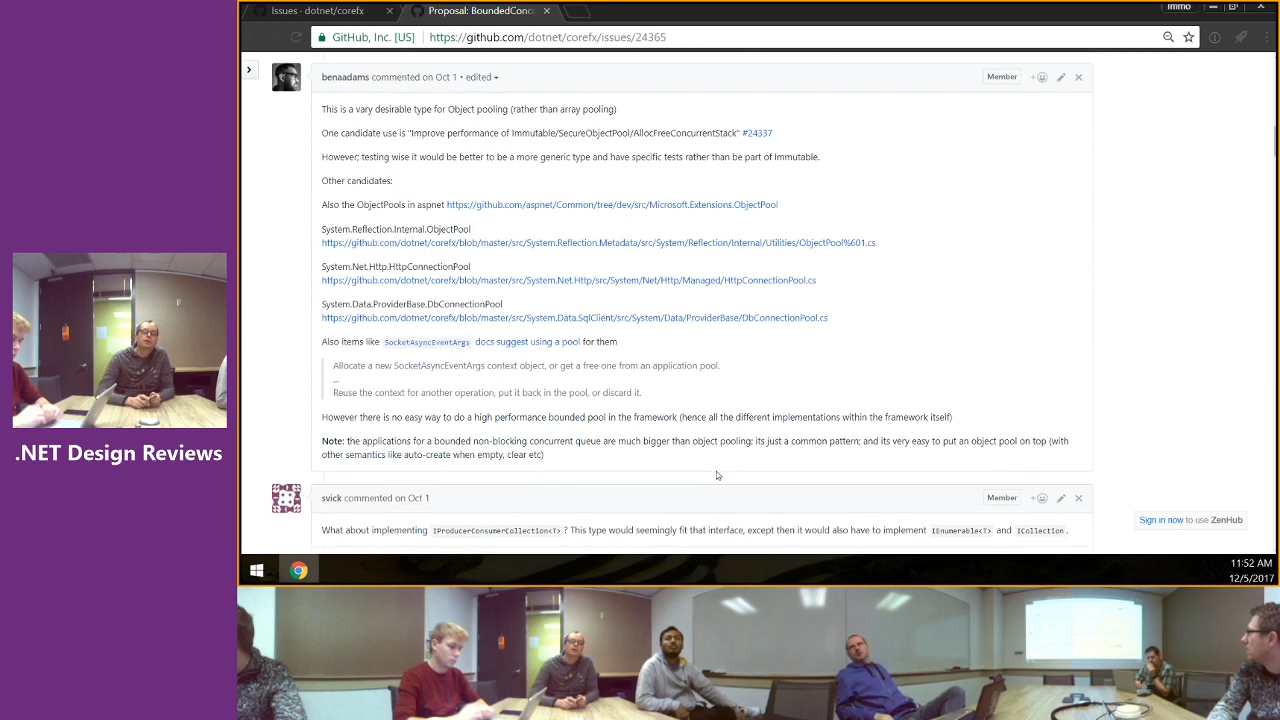 Issues · dotnet/corefx
Proposal: BoundedConcu
Immo
GitHub, Inc. [US]
https://github.com/dotnet/corefx/issues/24365
benaadams commented on Oct 1 • edited
Member
This is a vary desirable type for Object pooling (rather than array pooling)
One candidate use is "Improve performance of Immutable/SecureObjectPool/AllocFreeConcurrentStack" #24337
However; testing wise it would be better to be a more generic type and have specific tests rather than be part of Immutable.
Other candidates:
Also the ObjectPools in aspnet https://github.com/aspnet/Common/tree/dev/src/Microsoft.Extensions.ObjectPool
System.Reflection.Internal.ObjectPool
https://github.com/dotnet/corefx/blob/master/src/System.Reflection.Metadata/src/System/Reflection/Internal/Utilities/ObjectPool%601.cs
System.Net.Http.HttpConnectionPool
https://github.com/dotnet/corefx/blob/master/src/System.Net.Http/src/System/Net/Http/Managed/HttpConnectionPool.cs
System.Data.ProviderBase.DbConnectionPool
https://github.com/dotnet/corefx/blob/master/src/System.Data.SqlClient/src/System/Data/ProviderBase/DbConnectionPool.cs
Also items like SocketAsyncEventArgs docs suggest using a pool for them
Allocate a new SocketAsyncEventArgs context object, or get a free one from an application pool.
...
Reuse the context for another operation, put it back in the pool, or discard it.
However there is no easy way to do a high performance bounded pool in the framework (hence all the different implementations within the framework itself)
Note: the applications for a bounded non-blocking concurrent queue are much bigger than object pooling; its just a common pattern; and its very easy to put an object pool on top (with
other semantics like auto-create when empty, clear etc)
svick commented on Oct 1
Member
What about implementing IProducerConsumerCollection<T> ? This type would seemingly fit that interface, except then it would also have to implement IEnumerable<T> and ICollection .
Sign in now to use ZenHub
11:52 AM
12/5/2017
.NET Design Reviews